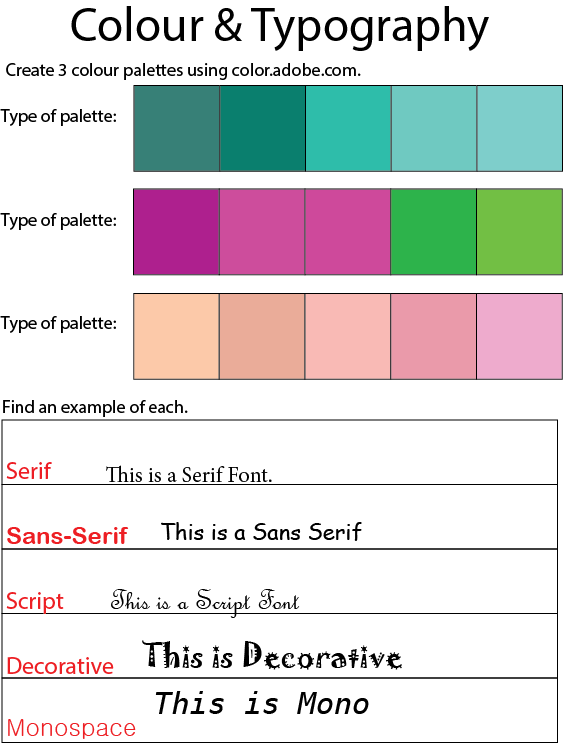 Colour & Typography
Create 3 colour palettes using color.adobe.com.
Type of palette:
Type of palette:
Type of palette:
Find an example of each.
Serif This is a Serif Font.
Sans-Serif This is a Sans Serif
Script This is a Script Font
Decorative This is Decorative
Monospace This is Mono